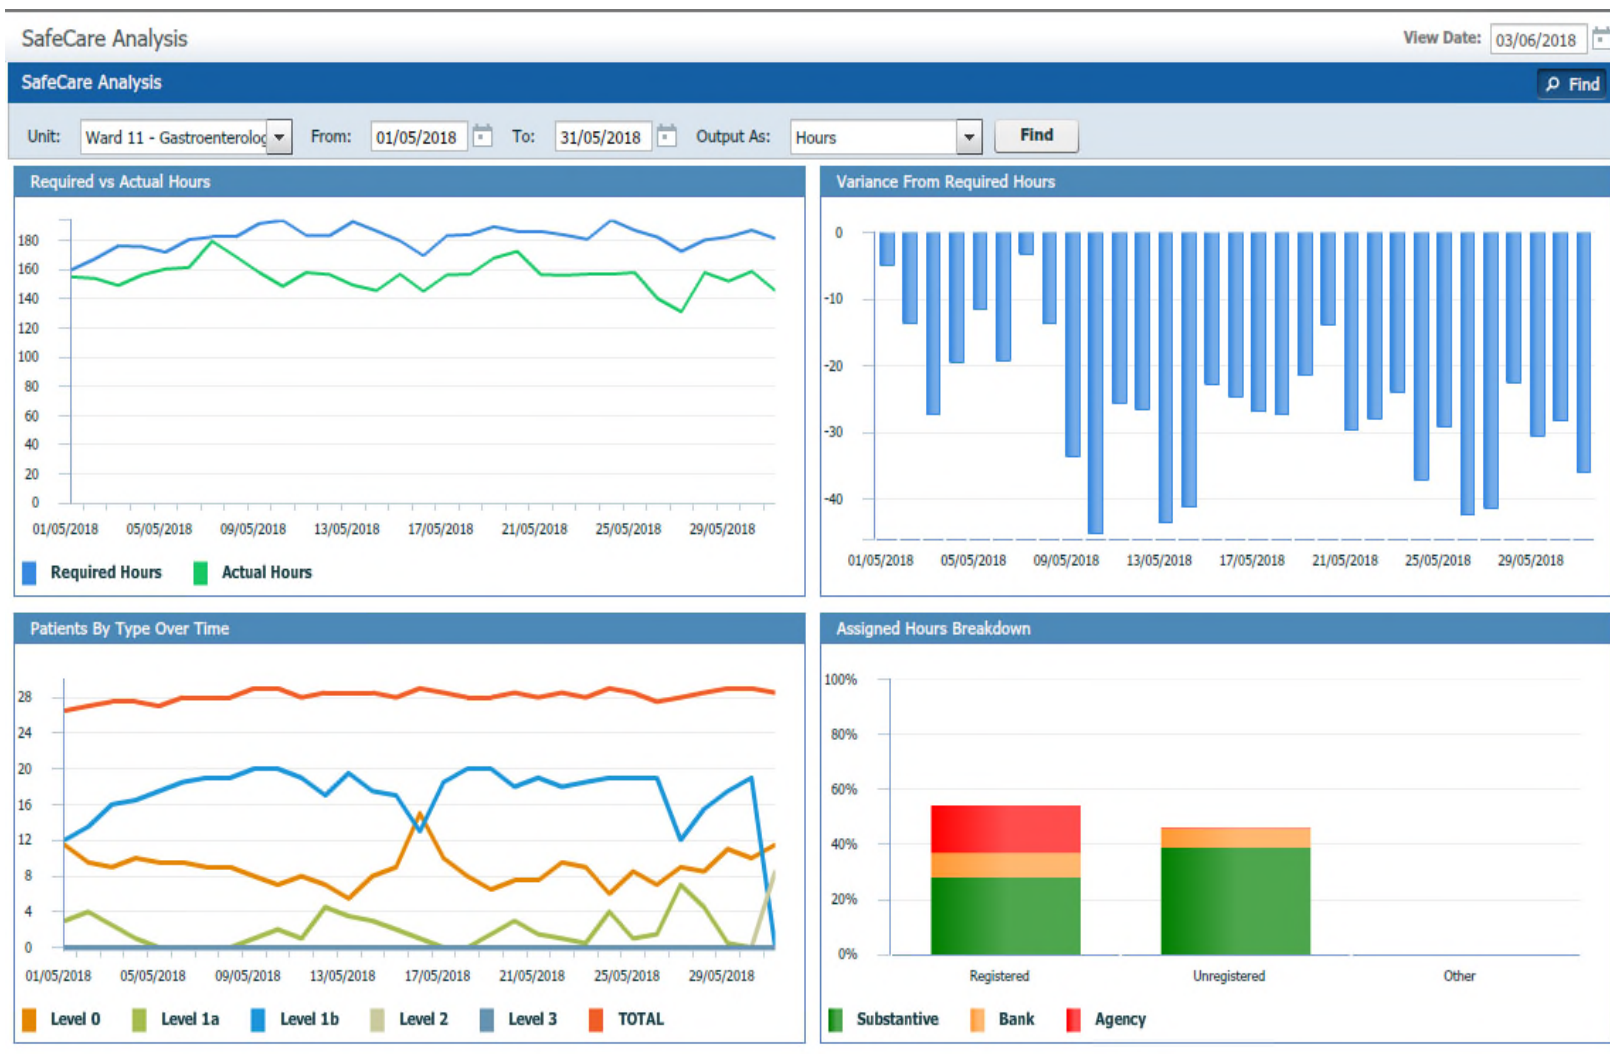 SafeCare Analysis
View Date: 03/06/2018
SafeCare Analysis
Find
Unit: Ward 11 - Gastroenterolog From: 01/05/2018 To: 31/05/2018 Output As: Hours Find
Required vs Actual Hours
180
160
140
120
100
80
60
40
20
0
01/05/2018 05/05/2018 09/05/2018 13/05/2018 17/05/2018 21/05/2018 25/05/2018 29/05/2018
Required Hours Actual Hours
Variance From Required Hours
0
-10
-20
-30
-40
01/05/2018 05/05/2018 09/05/2018 13/05/2018 17/05/2018 21/05/2018 25/05/2018 29/05/2018
Patients By Type Over Time
28
24
20
16
12
8
4
0
01/05/2018 05/05/2018 09/05/2018 13/05/2018 17/05/2018 21/05/2018 25/05/2018 29/05/2018
Level 0 Level 1a Level 1b Level 2 Level 3 TOTAL
Assigned Hours Breakdown
100%
80%
60%
40%
20%
0%
Registered Unregistered Other
Substantive Bank Agency